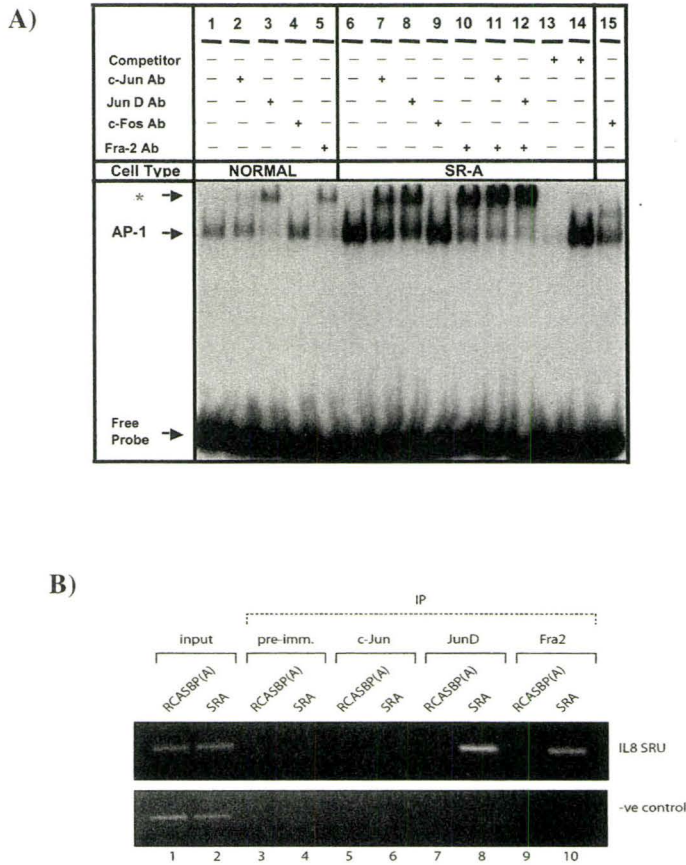 A)
1 2 3 4 5 6 7 8 9 10 11 12 13 14 15
Competitor — — — — — — — — — — — — + + —
c-Jun Ab — + — — — — + — — — + — — — —
Jun D Ab — — + — — — — + — — — + — — —
c-Fos Ab — — — + — — — — + — — — — — +
Fra-2 Ab — — — — + — — — — + + + — — —
Cell Type NORMAL SR-A
*
AP-1
Free
Probe
B)
IP
input pre-imm. c-Jun JunD Fra2
RCASBP(A) SRA RCASBP(A) SRA RCASBP(A) SRA RCASBP(A) SRA RCASBP(A) SRA
IL8 SRU
-ve control
1 2 3 4 5 6 7 8 9 10